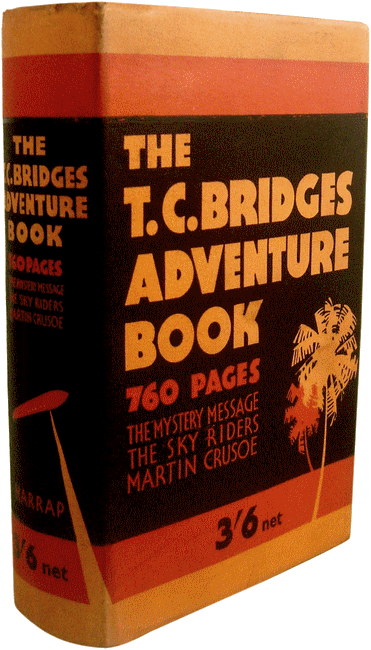 THE
T.C.BRIDGES
ADVENTURE
BOOK
760 PAGES
THE MYSTERY MESSAGE
THE SKY RIDERS
MARTIN CRUSOE
HARRAP
3/6 net
THE
T.C.BRIDGES
ADVENTURE
BOOK
760 PAGES
THE MYSTERY MESSAGE
THE SKY RIDERS
MARTIN CRUSOE
3/6 net